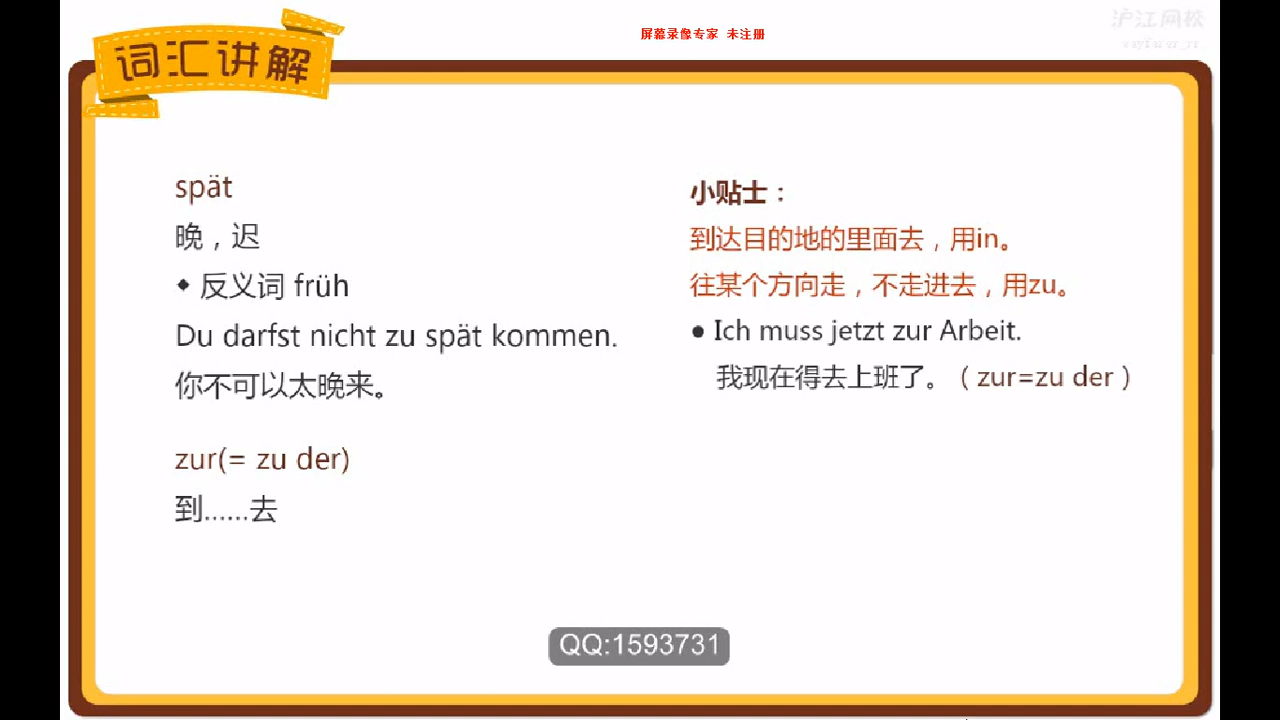 屏幕录像专家 未注册
沪江网校
词汇讲解
spät
晚，迟
◆ 反义词 früh
Du darfst nicht zu spät kommen.
你不可以太晚来。
zur(= zu der)
到……去
小贴士：
到达目的地的里面去，用in。
往某个方向走，不走进去，用zu。
● Ich muss jetzt zur Arbeit.
我现在得去上班了。（zur=zu der）
QQ:1593731